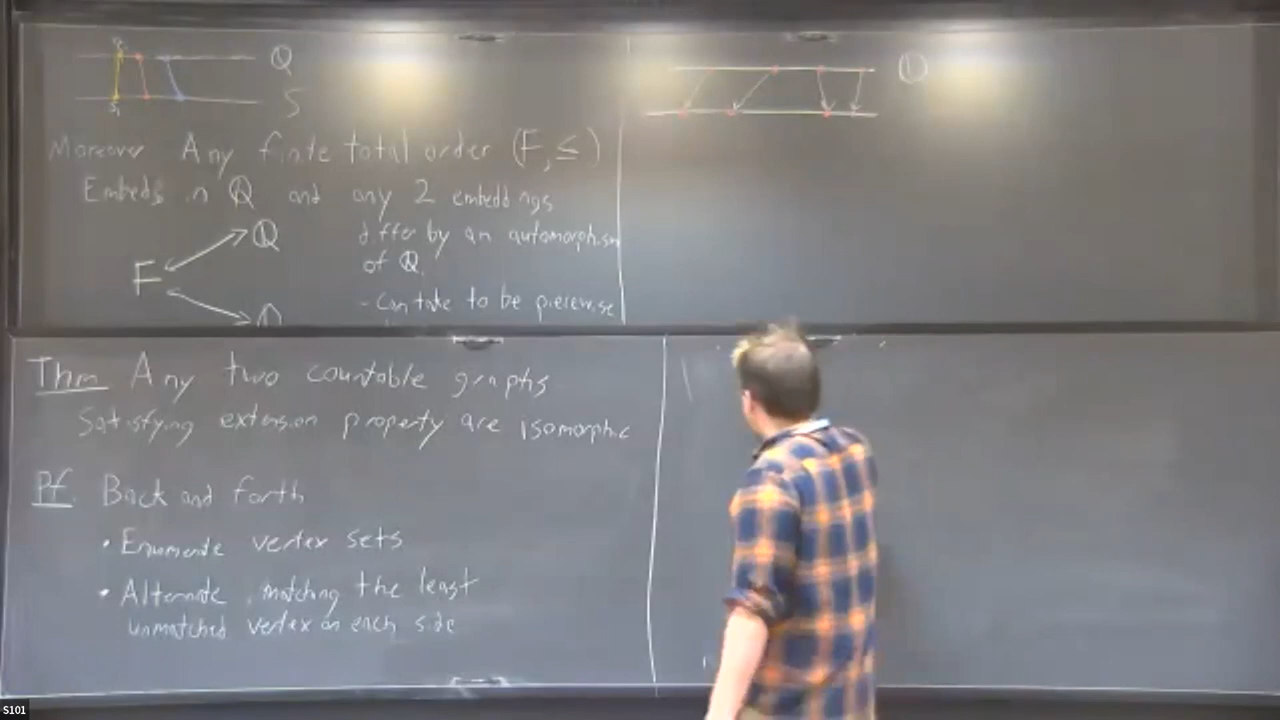 Q
S
Moreover Any finite total order (F, ≤)
Embeds in Q and any 2 embeddings
differ by an automorphism
of Q.
F
Q
Q
- Can take to be piecewise
Q
Thm Any two countable graphs
Satisfying extension property are isomorphic
Pf. Back and forth
• Enumerate vertex sets
• Alternate, matching the least
unmatched vertex on each side
S101